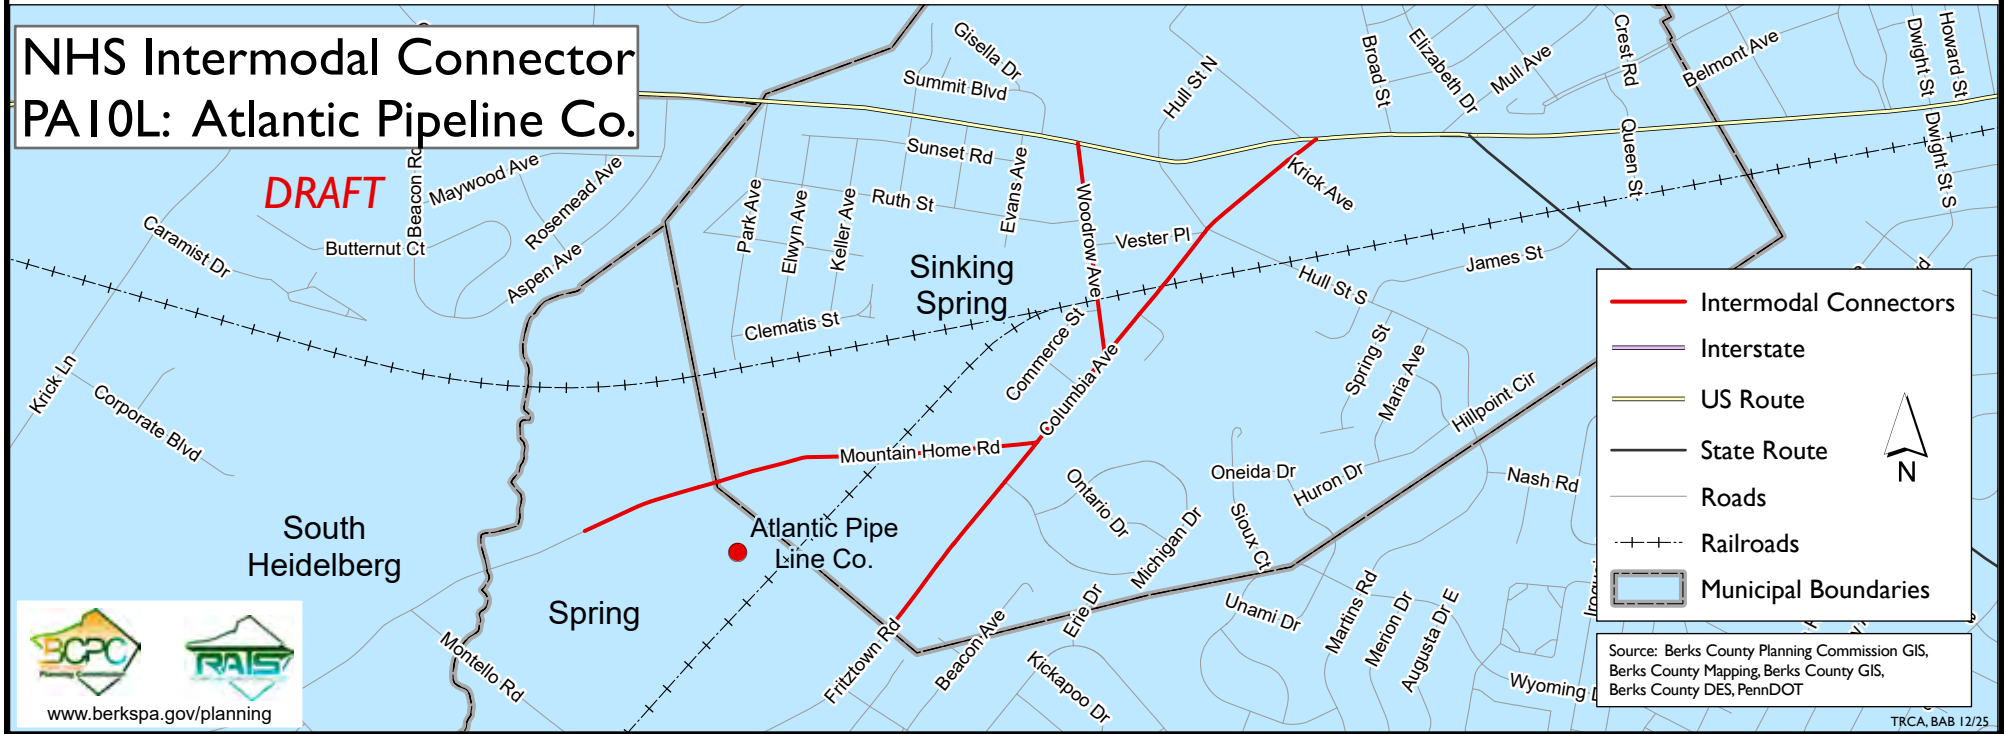 NHS Intermodal Connector
PA10L: Atlantic Pipeline Co.
DRAFT
Gisella Dr
Summit Blvd
Hull St N
Broad St
Elizabeth Dr
Mull Ave
Crest Rd
Belmont Ave
Dwight St
Howard St
Beacon Rd
Maywood Ave
Rosemead Ave
Sunset Rd
Evans Ave
Krick Ave
Queen St
Dwight St S
Caramist Dr
Butternut Ct
Aspen Ave
Park Ave
Elwyn Ave
Keller Ave
Ruth St
Woodrow Ave
Vester Pl
Sinking
Spring
Hull St S
James St
Clematis St
Commerce St
Columbia Ave
Spring St
Maria Ave
Hillpoint Cir
Krick Ln
Corporate Blvd
Mountain Home Rd
Ontario Dr
Oneida Dr
Huron Dr
Nash Rd
South
Heidelberg
Atlantic Pipe
Line Co.
Michigan Dr
Sioux Ct
Spring
Montello Rd
Fritztown Rd
Beacon Ave
Erie Dr
Kickapoo Dr
Unami Dr
Martins Rd
Merion Dr
Augusta Dr E
Wyoming
Intermodal Connectors
Interstate
US Route
State Route
Roads
Railroads
Municipal Boundaries
N
Source: Berks County Planning Commission GIS,
Berks County Mapping, Berks County GIS,
Berks County DES, PennDOT
TRCA, BAB 12/25
BCPC
Planning Commission
RATS
www.berkspa.gov/planning